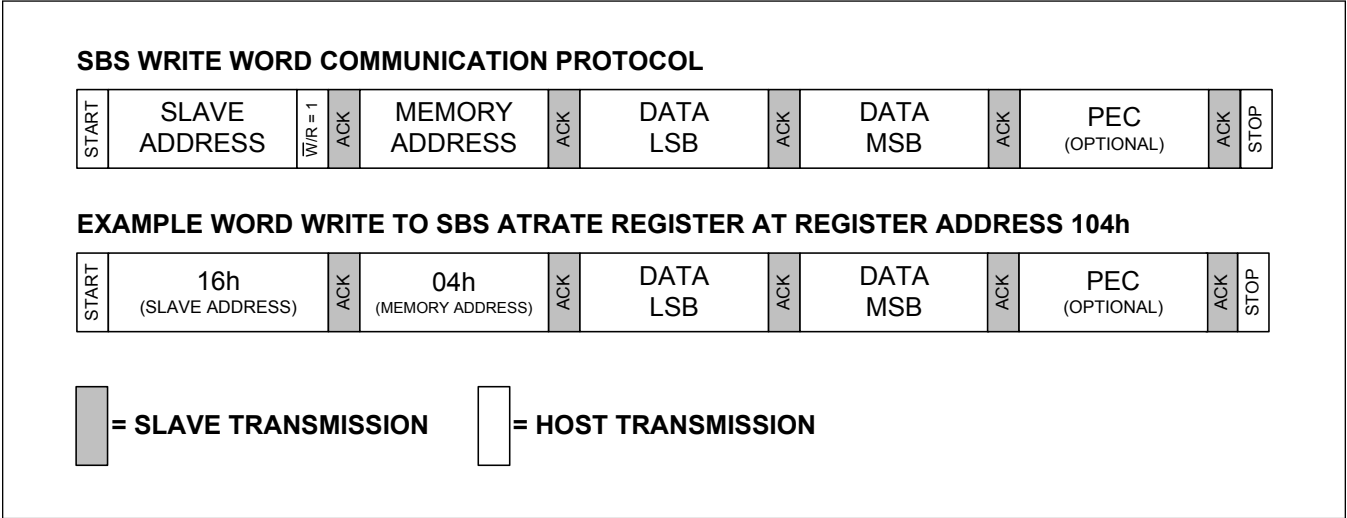 SBS WRITE WORD COMMUNICATION PROTOCOL
START
SLAVE
ADDRESS
W̅/R = 1
ACK
MEMORY
ADDRESS
ACK
DATA
LSB
ACK
DATA
MSB
ACK
PEC
(OPTIONAL)
ACK
STOP
EXAMPLE WORD WRITE TO SBS ATRATE REGISTER AT REGISTER ADDRESS 104h
START
16h
(SLAVE ADDRESS)
ACK
04h
(MEMORY ADDRESS)
ACK
DATA
LSB
ACK
DATA
MSB
ACK
PEC
(OPTIONAL)
ACK
STOP
= SLAVE TRANSMISSION
= HOST TRANSMISSION